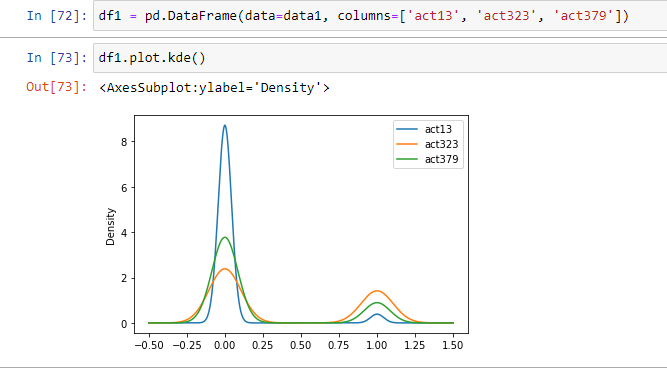 In [72]: df1 = pd.DataFrame(data=data1, columns=['act13', 'act323', 'act379'])
In [73]: df1.plot.kde()
Out[73]: <AxesSubplot:ylabel='Density'>
act13
act323
act379
Density
8
6
4
2
0
−0.50 −0.25 0.00 0.25 0.50 0.75 1.00 1.25 1.50